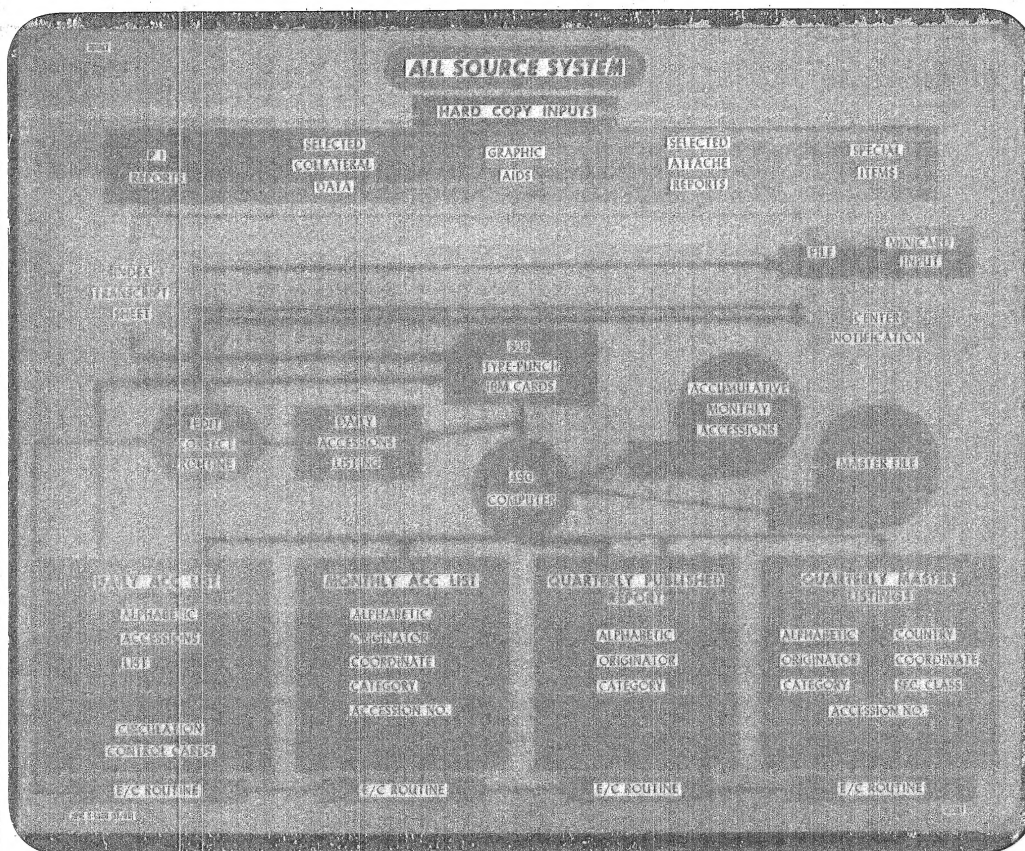 ALL SOURCE SYSTEM
HARD COPY INPUTS
P I
REPORTS
SELECTED
COLLATERAL
DATA
GRAPHIC
AIDS
SELECTED
ATTACHE
REPORTS
SPECIAL
ITEMS
FILE
MINICARD
INPUT
INDEX
TRANSCRIPT
SHEET
CENTER
NOTIFICATION
TYPE-PUNCH
IBM CARDS
ACCUMULATIVE
MONTHLY
ACCESSIONS
EDIT
CORRECT
ROUTINE
DAILY
ACCESSIONS
LISTING
490
COMPUTER
MASTER FILE
DAILY ACC LIST
ALPHABETIC
ACCESSIONS
LIST
CIRCULATION
CONTROL CARDS
E/C ROUTINE
MONTHLY ACC LIST
ALPHABETIC
ORIGINATOR
COORDINATE
CATEGORY
ACCESSION NO.
E/C ROUTINE
QUARTERLY PUBLISHED
REPORT
ALPHABETIC
ORIGINATOR
CATEGORY
E/C ROUTINE
QUARTERLY MASTER
LISTINGS
ALPHABETIC
ORIGINATOR
CATEGORY
COUNTRY
COORDINATE
SEC. CLASS
ACCESSION NO.
E/C ROUTINE